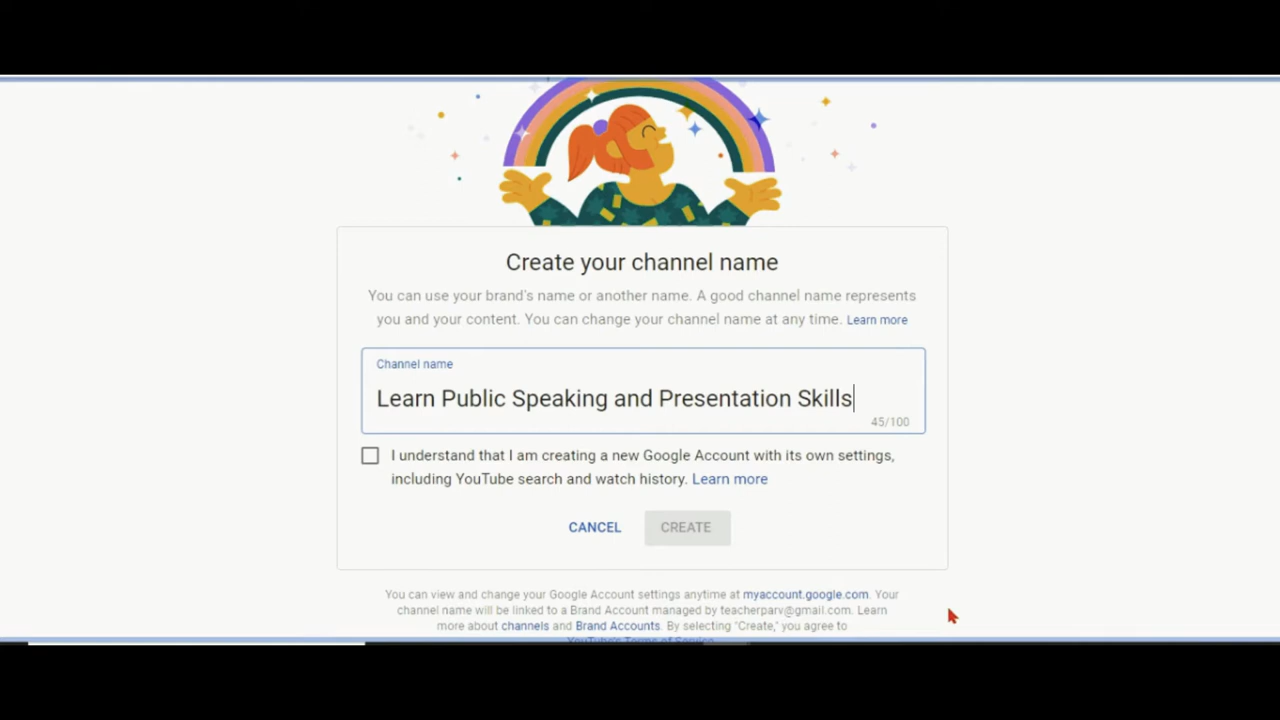 Create your channel name
You can use your brand's name or another name. A good channel name represents
you and your content. You can change your channel name at any time. Learn more
Channel name
Learn Public Speaking and Presentation Skills
45/100
I understand that I am creating a new Google Account with its own settings,
including YouTube search and watch history. Learn more
CANCEL CREATE
You can view and change your Google Account settings anytime at myaccount.google.com. Your
channel name will be linked to a Brand Account managed by teacherparv@gmail.com. Learn
more about channels and Brand Accounts. By selecting "Create," you agree to
YouTube's Terms of Service